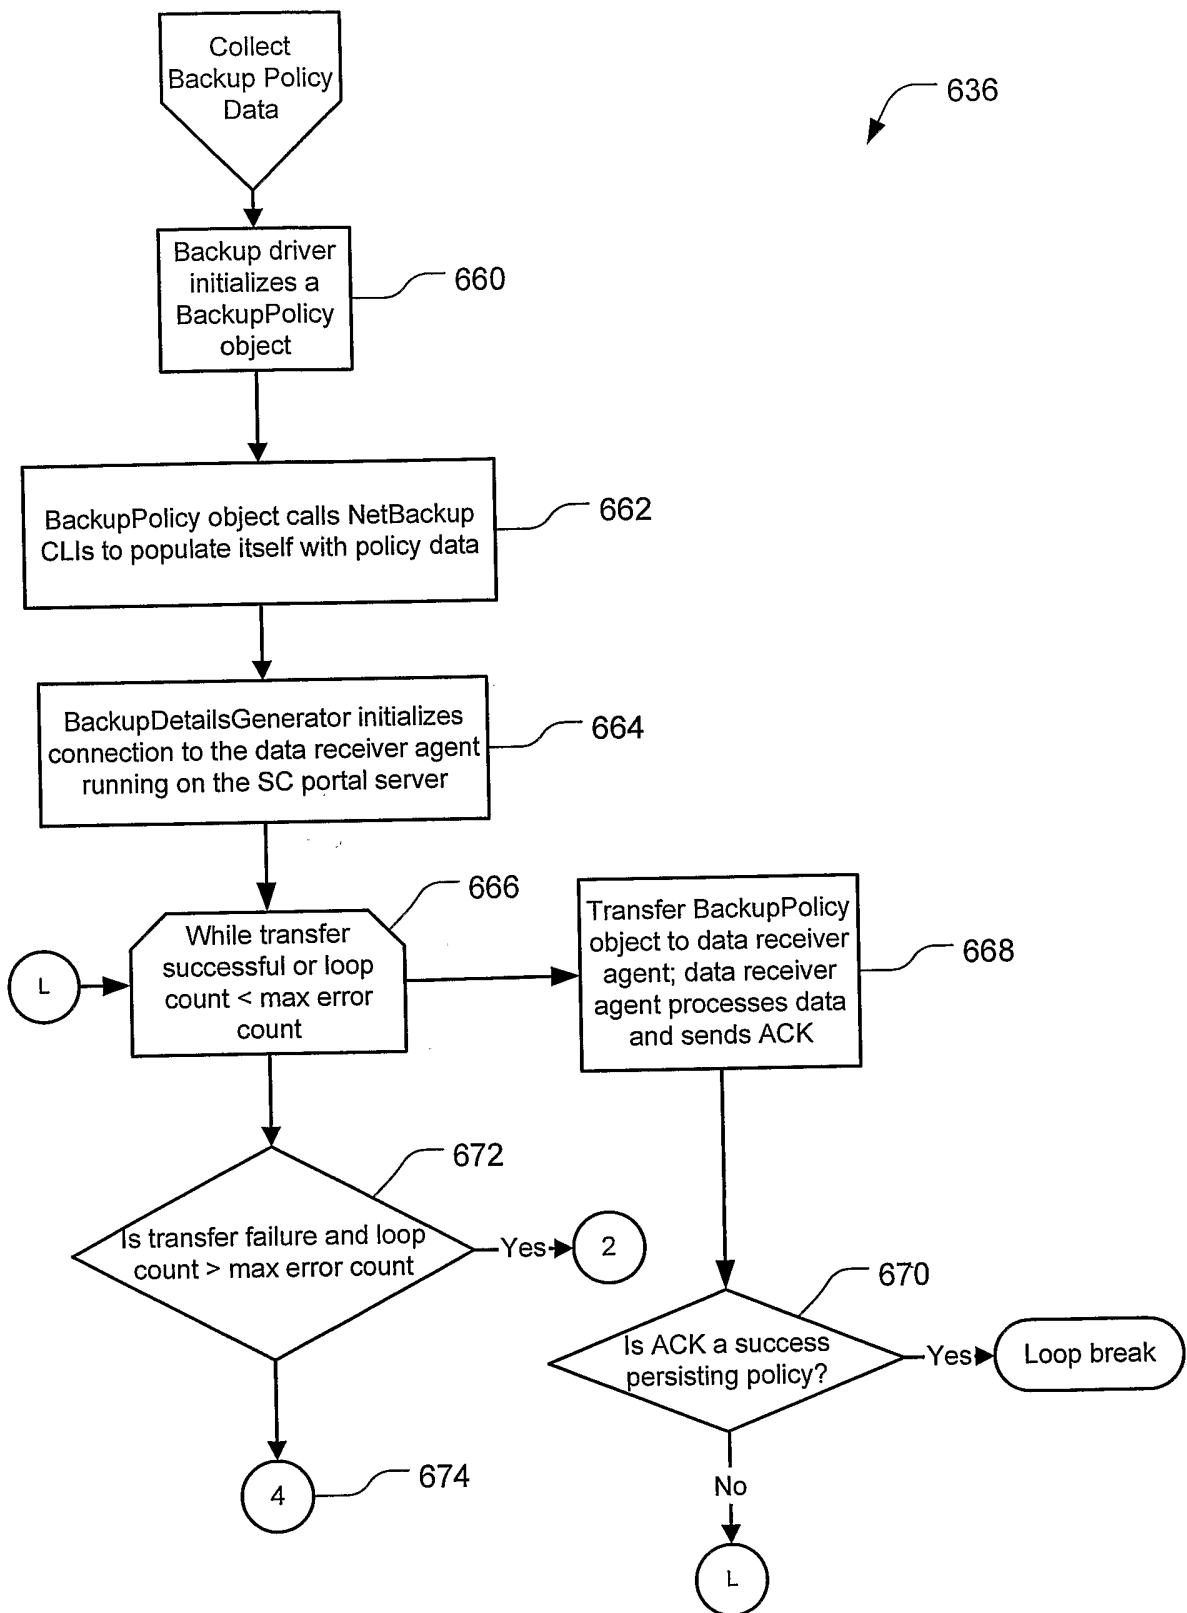 Collect
Backup Policy
Data
636
Backup driver
initializes a
BackupPolicy
object
660
BackupPolicy object calls NetBackup
CLIs to populate itself with policy data
662
BackupDetailsGenerator initializes
connection to the data receiver agent
running on the SC portal server
664
666
While transfer
successful or loop
count < max error
count
L
Transfer BackupPolicy
object to data receiver
agent; data receiver
agent processes data
and sends ACK
668
672
Is transfer failure and loop
count > max error count
Yes
2
670
Is ACK a success
persisting policy?
Yes
Loop break
4
674
No
L